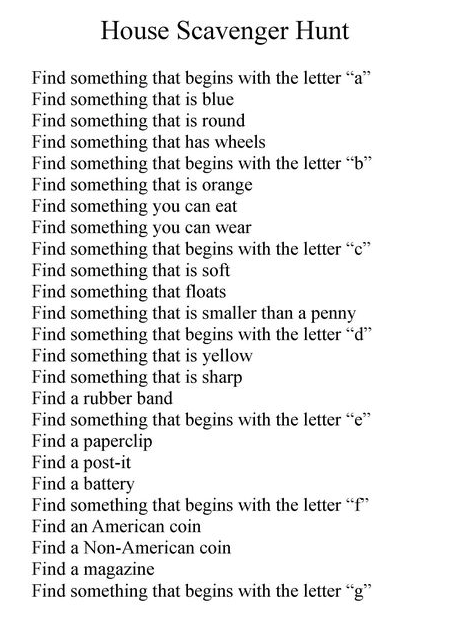 House Scavenger Hunt
Find something that begins with the letter “a”
Find something that is blue
Find something that is round
Find something that has wheels
Find something that begins with the letter “b”
Find something that is orange
Find something you can eat
Find something you can wear
Find something that begins with the letter “c”
Find something that is soft
Find something that floats
Find something that is smaller than a penny
Find something that begins with the letter “d”
Find something that is yellow
Find something that is sharp
Find a rubber band
Find something that begins with the letter “e”
Find a paperclip
Find a post-it
Find a battery
Find something that begins with the letter “f”
Find an American coin
Find a Non-American coin
Find a magazine
Find something that begins with the letter “g”